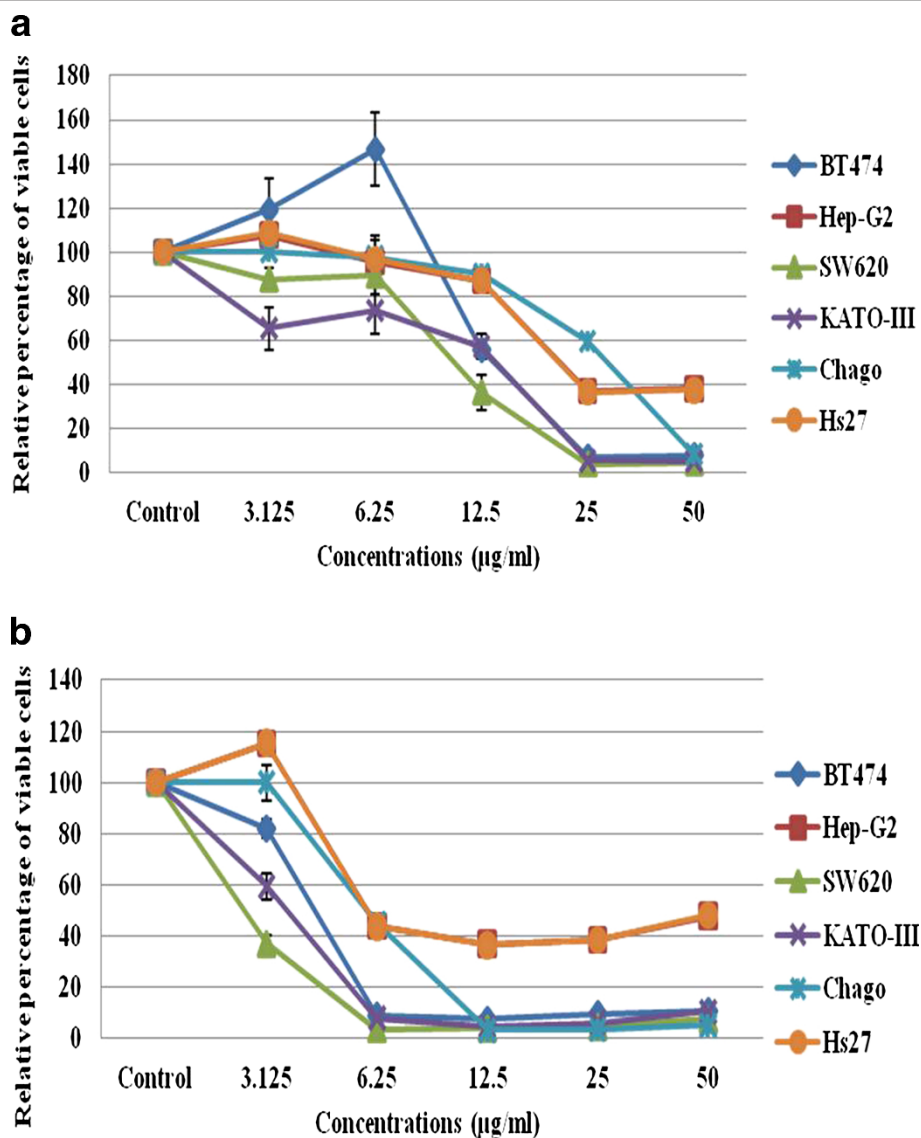 a
Relative percentage of viable cells
180
160
140
120
100
80
60
40
20
0
Control 3.125 6.25 12.5 25 50
Concentrations (µg/ml)
BT474
Hep-G2
SW620
KATO-III
Chago
Hs27
b
Relative percentage of viable cells
140
120
100
80
60
40
20
0
Control 3.125 6.25 12.5 25 50
Concentrations (µg/ml)
BT474
Hep-G2
SW620
KATO-III
Chago
Hs27